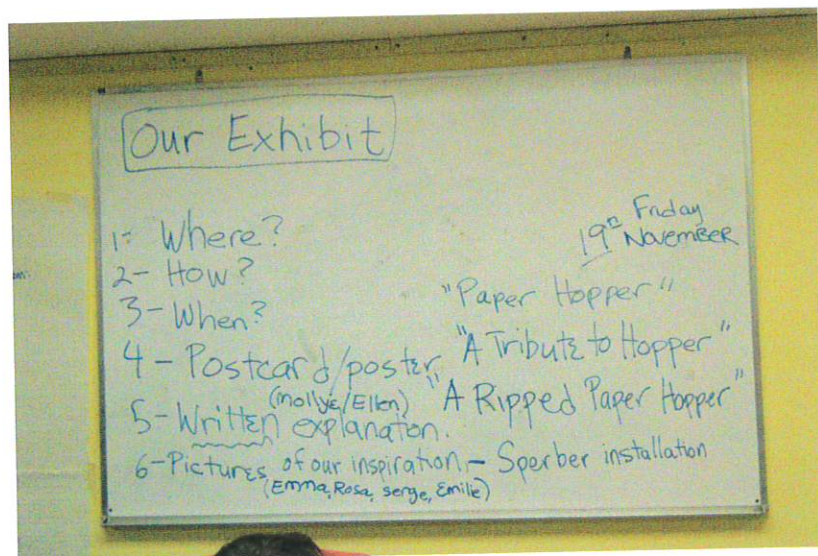 Our Exhibit
19th Friday November
1- Where?
2- How?
3- When?
"Paper Hopper"
4- Postcard/poster
(Mollye/Ellen)
"A Tribute to Hopper"
"A Ripped Paper Hopper"
5- Written explanation.
6- Pictures of our inspiration - Sperber installation
(Emma, Rosa, serge, Emilie)